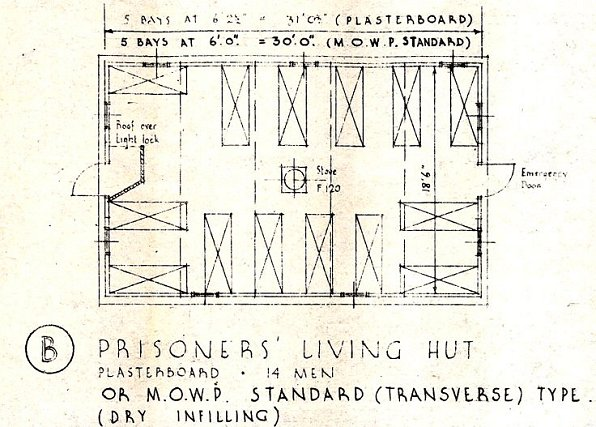 5 BAYS AT 6'2½" = 31'0½" (PLASTERBOARD)
5 BAYS AT 6'.0". = 30'.0". (M.O.W.P. STANDARD)
Roof over
Light lock
Stove
F 120
18'.6"
Emergency
Door
B
PRISONERS' LIVING HUT
PLASTERBOARD · 14 MEN
OR M.O.W.P. STANDARD (TRANSVERSE) TYPE.
(DRY INFILLING)